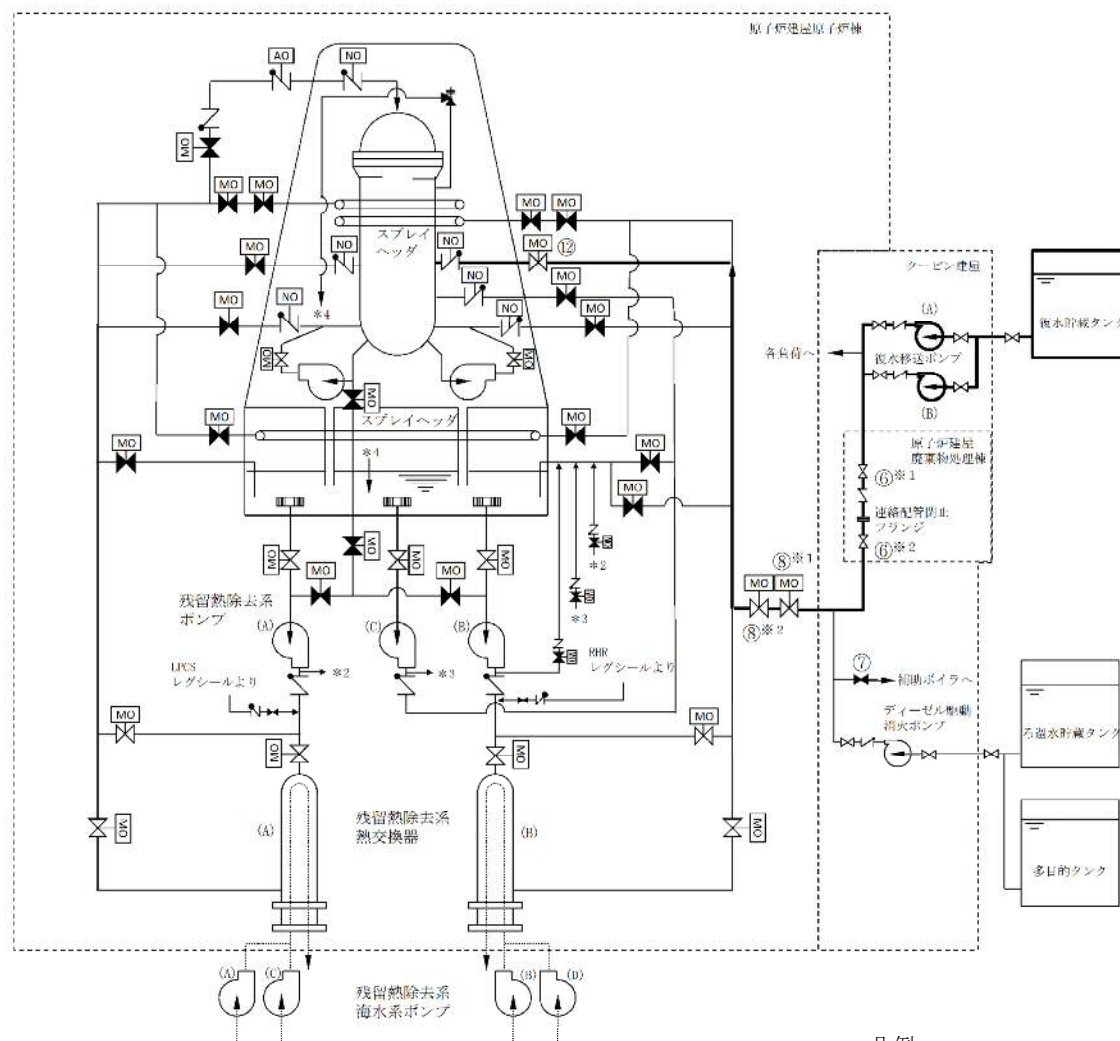 原子炉建屋原子炉棟
AO
NO
MO
MO
MO
MO
MO
スプレイ
ヘッダ
NO
NO
MO
⑫
MO
NO
MO
タービン建屋
(A)
復水貯蔵タンク
各負荷へ
復水移送ポンプ
(B)
MO
NO
*4
NO
MO
MO
MO
MO
スプレイヘッダ
MO
MO
原子炉建屋
廃棄物処理棟
⑥※1
連絡配管閉止
フランジ
⑥※2
MO
*4
MO
MO
MO
MO
MO
MO
MO
MO
MO
*2
*3
⑧※1
MO
MO
⑧※2
残留熱除去系
ポンプ
(A)
(C)
(B)
*2
*3
LPCS
レグシールより
RHR
レグシールより
⑦
補助ボイラへ
ディーゼル駆動
消火ポンプ
ろ過水貯蔵タンク
MO
MO
MO
MO
MO
MO
(A)
残留熱除去系
熱交換器
(B)
多目的タンク
(A)
(C)
残留熱除去系
海水系ポンプ
(B)
(D)